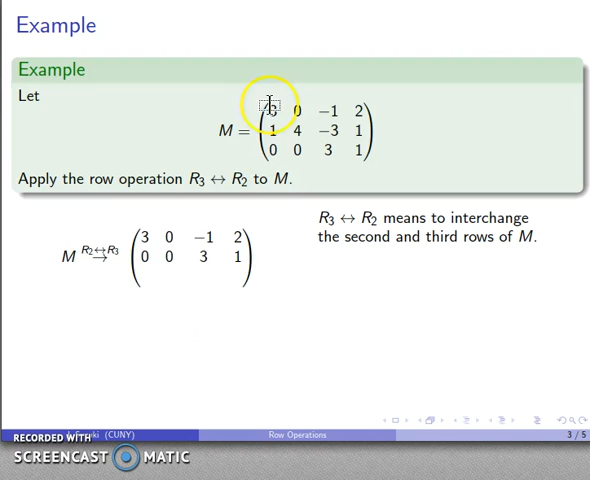 Example
Example
Let
M = (3 0 −1 2
1 4 −3 1
0 0 3 1)
Apply the row operation R₃ ↔ R₂ to M.
R₃ ↔ R₂ means to interchange
the second and third rows of M.
M R₂↔R₃ → (3 0 −1 2
0 0 3 1)
(CUNY)
Row Operations
3 / 5
RECORDED WITH
SCREENCAST MATIC